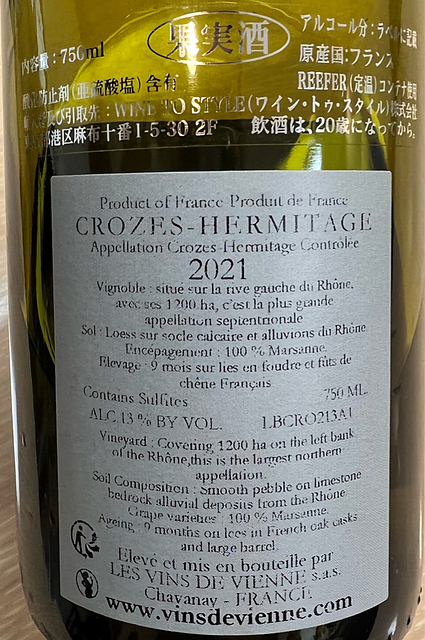 果実酒
アルコール分：ラベルに記載
内容量：750ml
原産国：フランス
酸化防止剤(亜硫酸塩)含有
REEFER(定温)コンテナ使用
及び引取先：WINE TO STYLE(ワイン・トゥ・スタイル)株式会社
港区麻布十番1-5-30 2F 飲酒は、20歳になってから。
Product of France Produit de France
CROZES-HERMITAGE
Appellation Crozes-Hermitage Contrôlée
2021
Vignoble : situé sur la rive gauche du Rhône,
avec ses 1200 ha, c'est la plus grande
appellation septentrionale
Sol : Loess sur socle calcaire et alluvions du Rhône
Encépagement : 100 % Marsanne
Elevage : 9 mois sur lies en foudre et fûts de
chêne Français
Contains Sulfites 750 ML.
ALC.13 % BY VOL. LBCRO213A1
Vineyard : Covering 1200 ha on the left bank
of the Rhône,this is the largest northern
appellation.
Soil Composition : Smooth pebble on limestone
bedrock alluvial deposits from the Rhône
Grape varieties : 100 % Marsanne.
Ageing : 9 months on lees in French oak casks
and large barrel.
Elevé et mis en bouteille par
LES VINS DE VIENNE s.a.s.
Chavanay - FRANCE
www.vinsdevienne.com